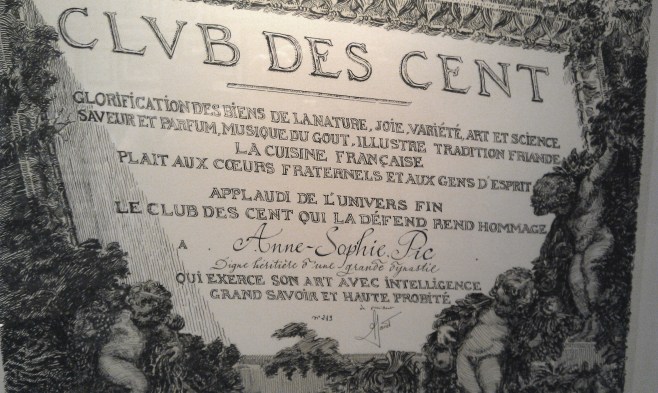 CLVB DES CENT
GLORIFICATION DES BIENS DE LA NATURE, JOIE, VARIÉTÉ, ART ET SCIENCE
SAVEUR ET PARFUM, MUSIQUE DU GOUT, ILLUSTRE TRADITION FRIANDE
LA CUISINE FRANÇAISE
PLAIT AUX CŒURS FRATERNELS ET AUX GENS D'ESPRIT
APPLAUDI DE L'UNIVERS FIN
LE CLUB DES CENT QUI LA DÉFEND REND HOMMAGE
A Anne-Sophie Pic
Digne héritière d'une grande dynastie
QUI EXERCE SON ART AVEC INTELLIGENCE
GRAND SAVOIR ET HAUTE PROBITÉ